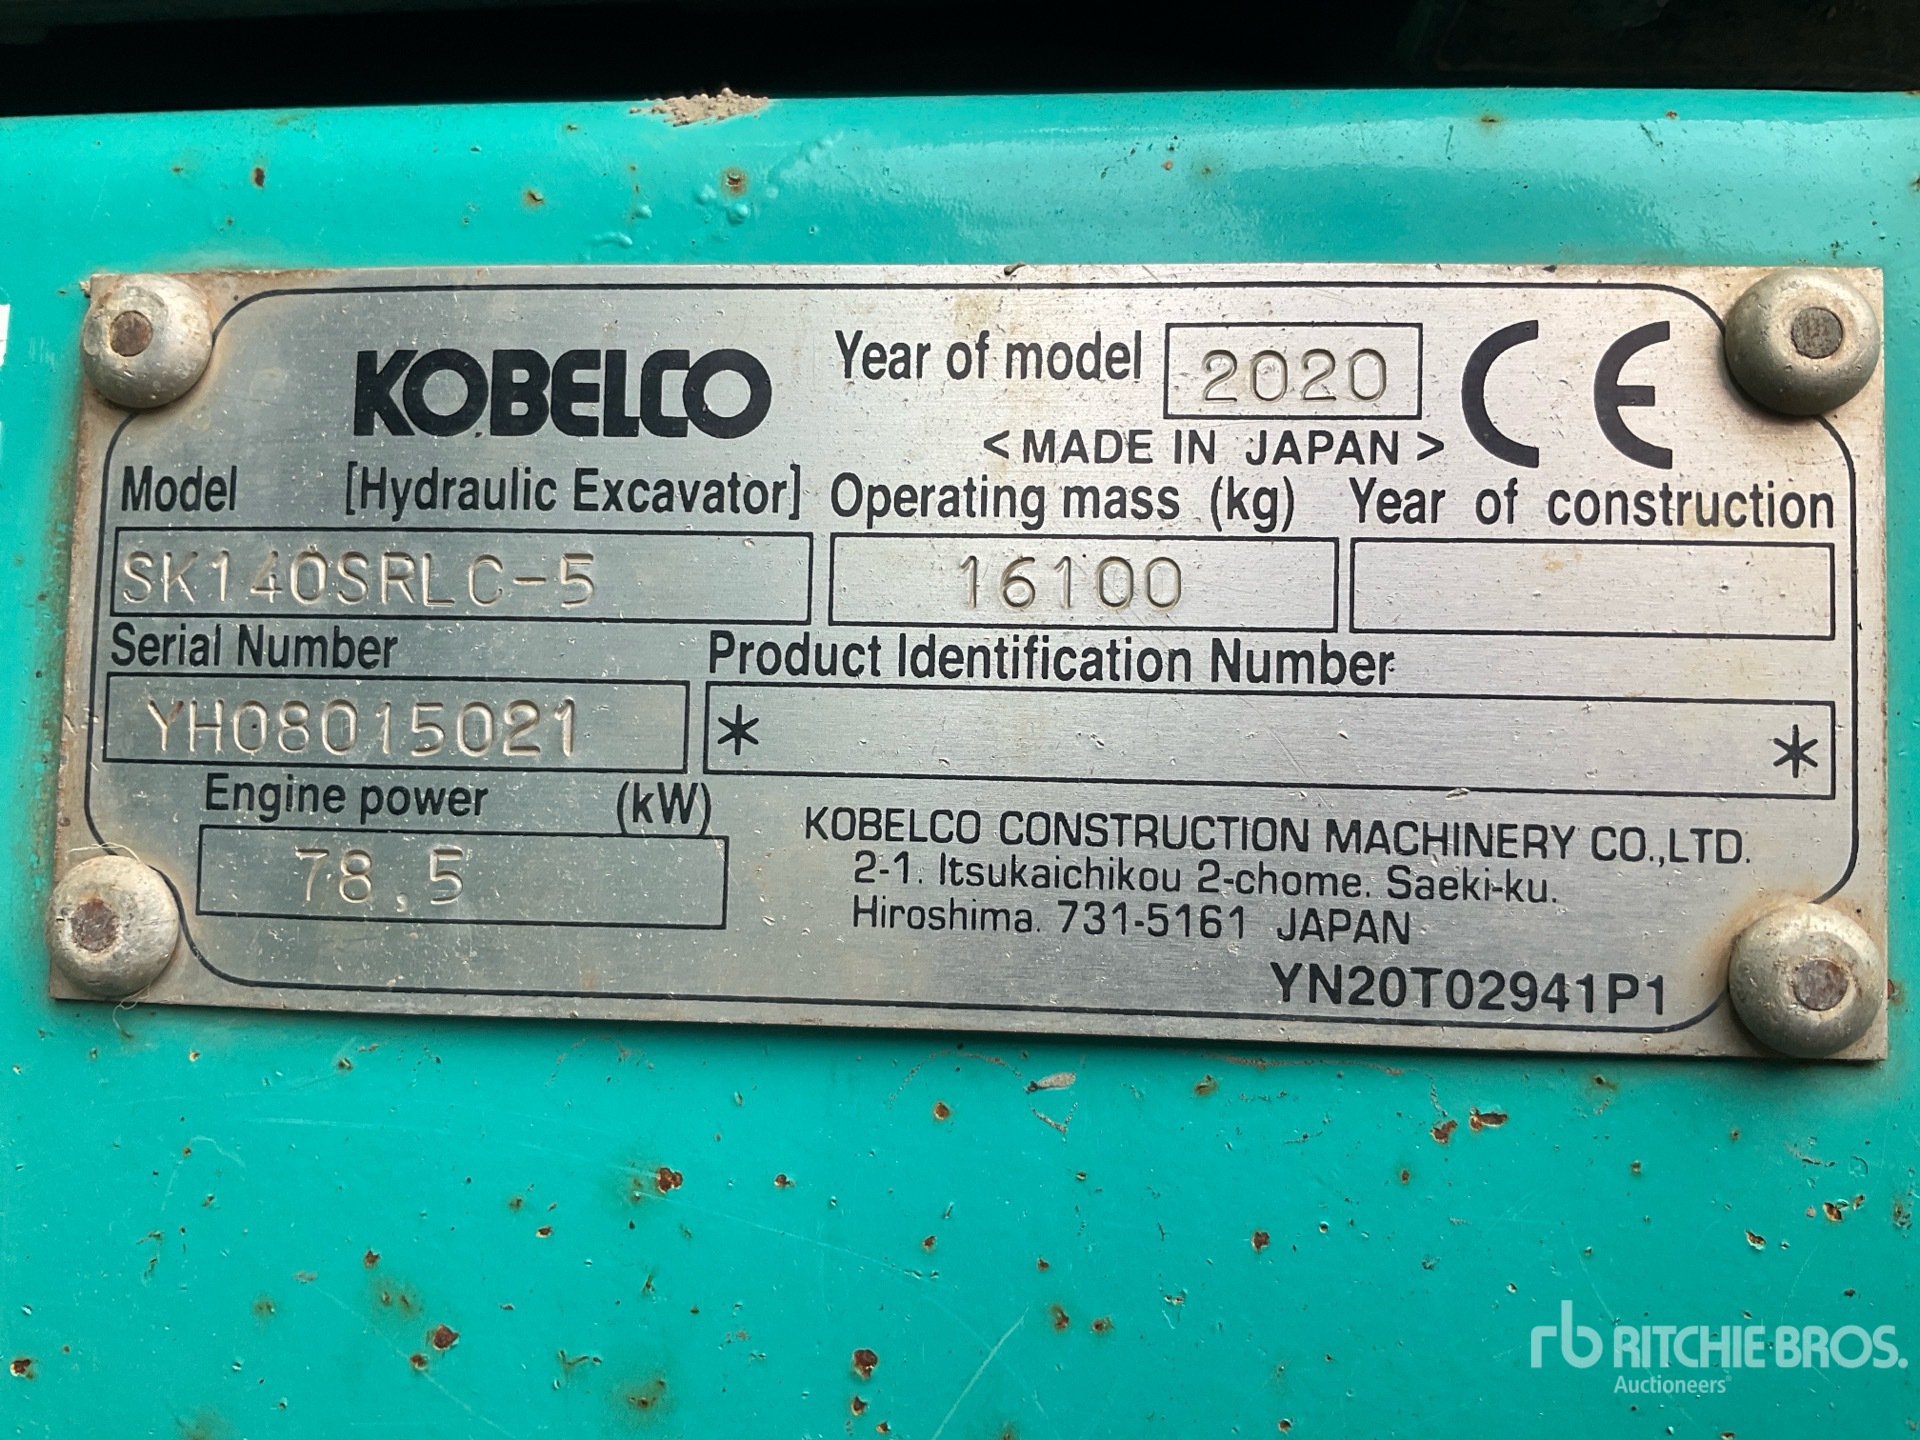 KOBELCO
Year of model 2020
<MADE IN JAPAN>
CE
Model [Hydraulic Excavator] Operating mass (kg) Year of construction
SK140SRLC-5 16100
Serial Number Product Identification Number
YH08015021 * *
Engine power (kW)
78,5
KOBELCO CONSTRUCTION MACHINERY CO.,LTD.
2-1. Itsukaichikou 2-chome. Saeki-ku.
Hiroshima. 731-5161 JAPAN
YN20T02941P1
rb RITCHIE BROS.
Auctioneers